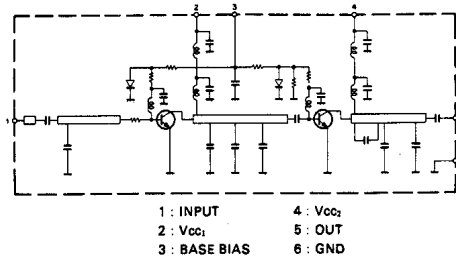 2 3 4
1
1 : INPUT 4 : VCC₂
2 : VCC₁ 5 : OUT
3 : BASE BIAS 6 : GND